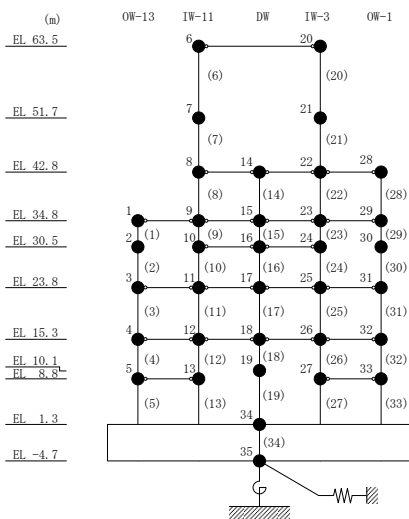 (m) OW-13 IW-11 DW IW-3 OW-1
EL 63.5 6 20
(6) (20)
EL 51.7 7 21
(7) (21)
EL 42.8 8 14 22 28
(8) (14) (22) (28)
EL 34.8 1 9 15 23 29
(1) (9) (15) (23) (29)
EL 30.5 2 10 16 24 30
(2) (10) (16) (24) (30)
EL 23.8 3 11 17 25 31
(3) (11) (17) (25) (31)
EL 15.3 4 12 18 26 32
(4) (12) (18) (26) (32)
EL 10.1 19
EL 8.8 5 13 27 33
(5) (13) (19) (27) (33)
EL 1.3 34
(34)
EL -4.7 35